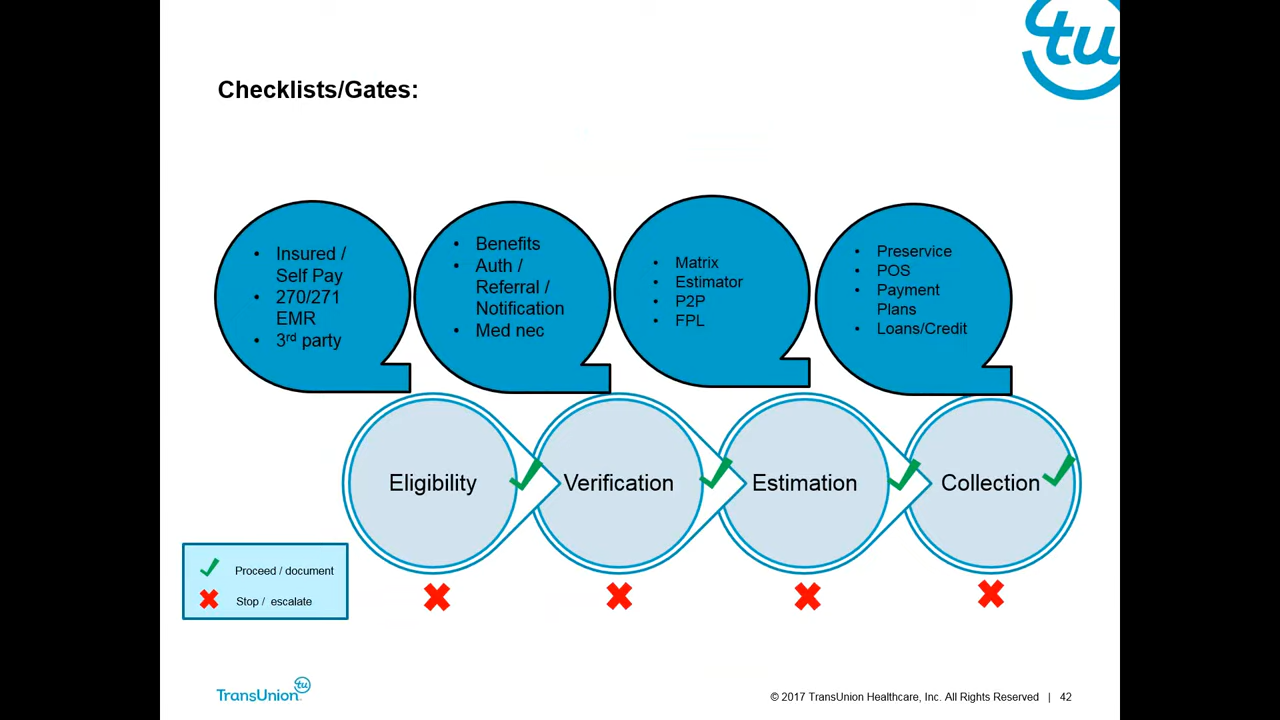 tu
Checklists/Gates:
• Insured /
Self Pay
• 270/271
EMR
• 3rd party
• Benefits
• Auth /
Referral /
Notification
• Med nec
• Matrix
• Estimator
• P2P
• FPL
• Preservice
• POS
• Payment
Plans
• Loans/Credit
Eligibility
Verification
Estimation
Collection
Proceed / document
Stop / escalate
TransUnion tu
© 2017 TransUnion Healthcare, Inc. All Rights Reserved | 42